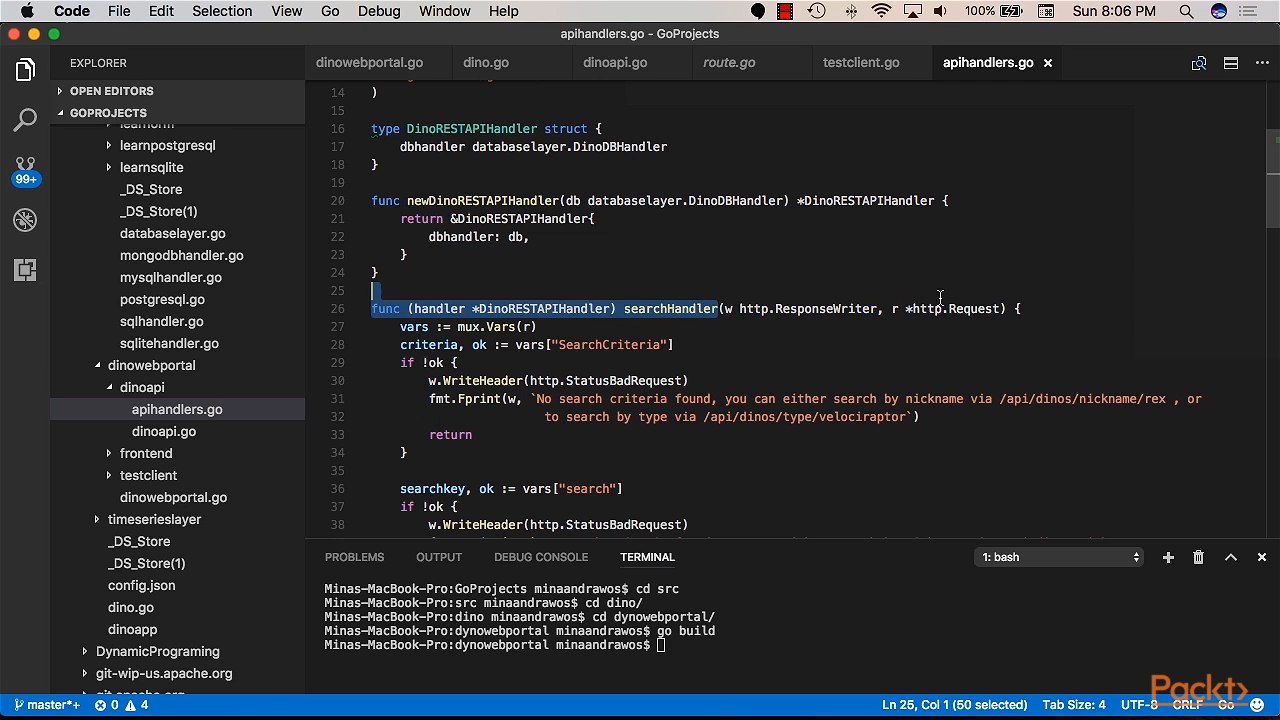 Code File Edit Selection View Go Debug Window Help 100% Sun 8:06 PM
apihandlers.go - GoProjects
EXPLORER
OPEN EDITORS
GOPROJECTS
learnpostgresql
learnsqlite
_DS_Store
_DS_Store(1)
databaselayer.go
mongodbhandler.go
mysqlhandler.go
postgresql.go
sqlhandler.go
sqlitehandler.go
dinowebportal
dinoapi
apihandlers.go
dinoapi.go
frontend
testclient
dinowebportal.go
timeserieslayer
_DS_Store
_DS_Store(1)
config.json
dino.go
dinoapp
DynamicPrograming
git-wip-us.apache.org
99+
dinowebportal.go dino.go dinoapi.go route.go testclient.go apihandlers.go ×
14 )
15
16 type DinoRESTAPIHandler struct {
17 dbhandler databaselayer.DinoDBHandler
18 }
19
20 func newDinoRESTAPIHandler(db databaselayer.DinoDBHandler) *DinoRESTAPIHandler {
21 return &DinoRESTAPIHandler{
22 dbhandler: db,
23 }
24 }
25
26 func (handler *DinoRESTAPIHandler) searchHandler(w http.ResponseWriter, r *http.Request) {
27 vars := mux.Vars(r)
28 criteria, ok := vars["SearchCriteria"]
29 if !ok {
30 w.WriteHeader(http.StatusBadRequest)
31 fmt.Fprint(w, `No search criteria found, you can either search by nickname via /api/dinos/nickname/rex , or
32 to search by type via /api/dinos/type/velociraptor`)
33 return
34 }
35
36 searchkey, ok := vars["search"]
37 if !ok {
38 w.WriteHeader(http.StatusBadRequest)
PROBLEMS OUTPUT DEBUG CONSOLE TERMINAL 1: bash
Minas-MacBook-Pro:GoProjects minaandrawos$ cd src
Minas-MacBook-Pro:src minaandrawos$ cd dino/
Minas-MacBook-Pro:dino minaandrawos$ cd dynowebportal/
Minas-MacBook-Pro:dynowebportal minaandrawos$ go build
Minas-MacBook-Pro:dynowebportal minaandrawos$
Packt>
master*+ 0 4 Ln 25, Col 1 (50 selected) Tab Size: 4 UTF-8 CRLF Go